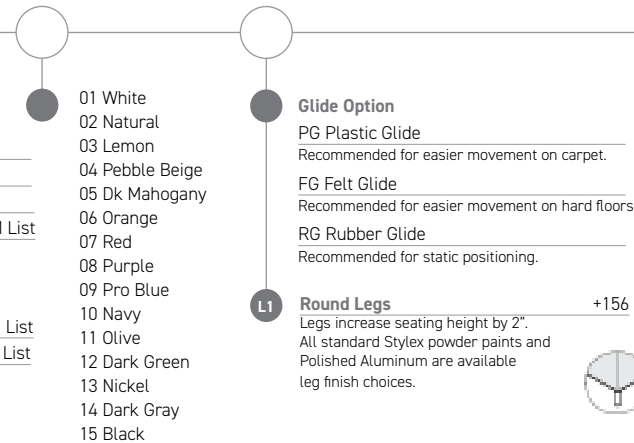 l List
List
List
01 White
02 Natural
03 Lemon
04 Pebble Beige
05 Dk Mahogany
06 Orange
07 Red
08 Purple
09 Pro Blue
10 Navy
11 Olive
12 Dark Green
13 Nickel
14 Dark Gray
15 Black
Glide Option
PG Plastic Glide
Recommended for easier movement on carpet.
FG Felt Glide
Recommended for easier movement on hard floors
RG Rubber Glide
Recommended for static positioning.
L1 Round Legs +156
Legs increase seating height by 2”.
All standard Stylex powder paints and
Polished Aluminum are available
leg finish choices.